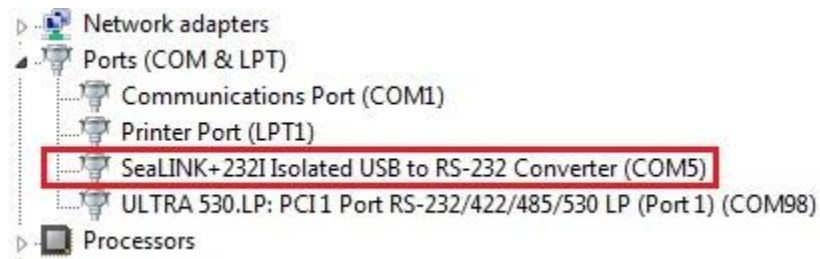 Network adapters
Ports (COM & LPT)
Communications Port (COM1)
Printer Port (LPT1)
SeaLINK+232I Isolated USB to RS-232 Converter (COM5)
ULTRA 530.LP: PCI 1 Port RS-232/422/485/530 LP (Port 1) (COM98)
Processors